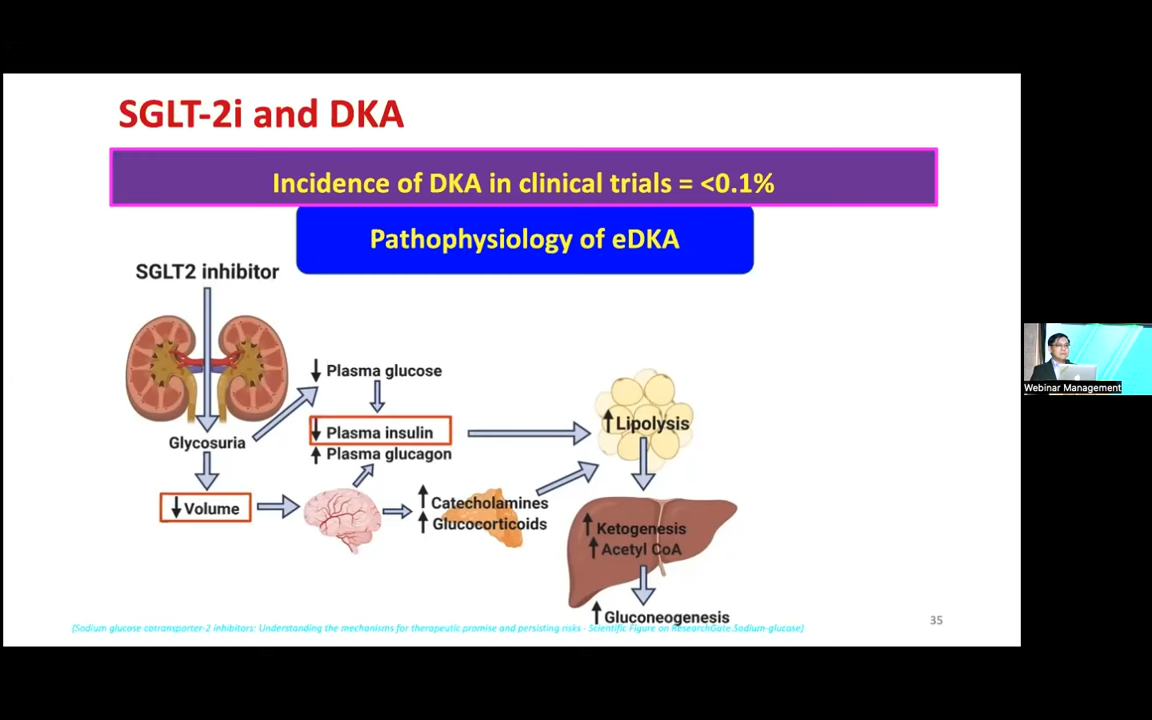 SGLT-2i and DKA
Incidence of DKA in clinical trials = <0.1%
Pathophysiology of eDKA
SGLT2 inhibitor
↓ Plasma glucose
↓ Plasma insulin
↑ Plasma glucagon
Glycosuria
↓ Volume
↑ Catecholamines
↑ Glucocorticoids
↑ Lipolysis
↑ Ketogenesis
↑ Acetyl CoA
↑ Gluconeogenesis
(Sodium glucose cotransporter-2 inhibitors: Understanding the mechanisms for therapeutic promise and persisting risks - Scientific Figure on ResearchGate.Sodium-glucose)
35
Webinar Management